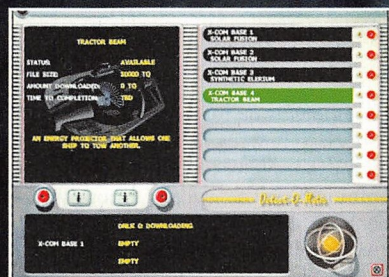 TRACTOR BEAM
STATUS: AVAILABLE
FILE SIZE: 30000 TQ
AMOUNT DOWNLOADED: 0 TQ
TIME TO COMPLETION: TBD
AN ENERGY PROJECTOR THAT ALLOWS ONE
SHIP TO TOW ANOTHER.
X-COM BASE 1
SOLAR FUSION
X-COM BASE 2
SOLAR FUSION
X-COM BASE 3
SYNTHETIC ELERIUM
X-COM BASE 4
TRACTOR BEAM
DOWNLOADING
X-COM BASE 1 EMPTY
EMPTY